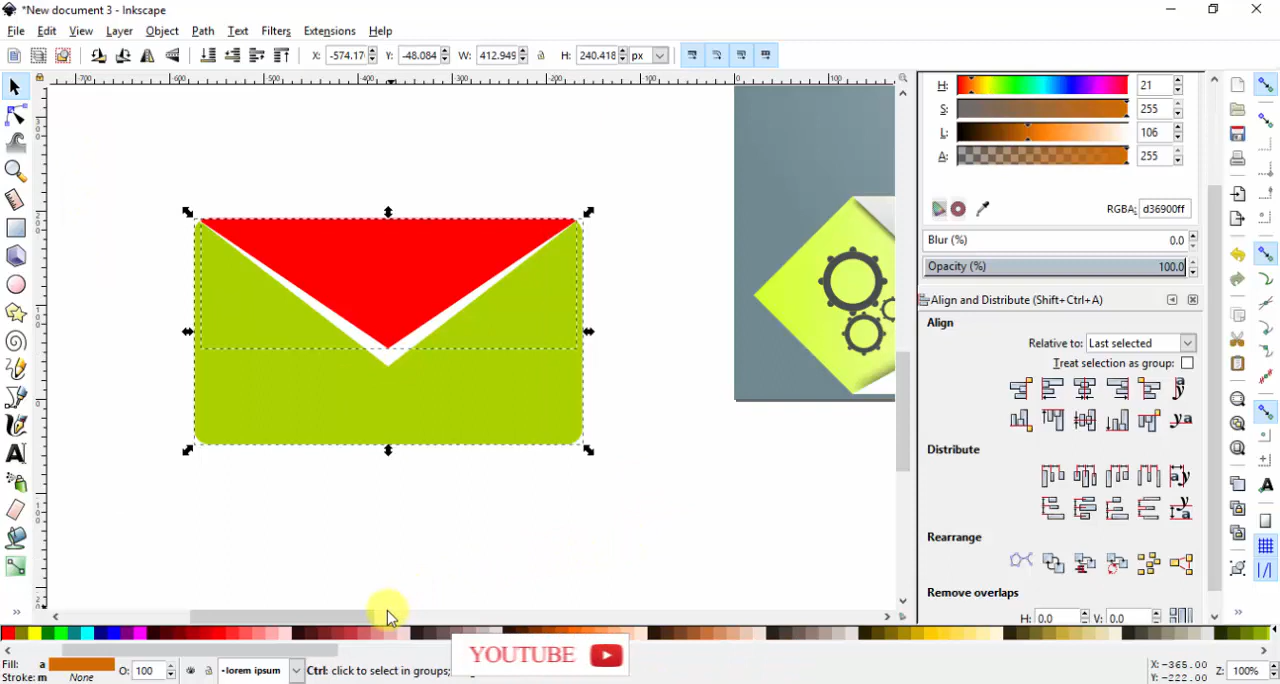 *New document 3 - Inkscape
File Edit View Layer Object Path Text Filters Extensions Help
X: -574.17 Y: -48.084 W: 412.949 H: 240.418 px
H: 21
S: 255
L: 106
A: 255
RGBA: d36900ff
Blur (%) 0.0
Opacity (%) 100.0
Align and Distribute (Shift+Ctrl+A)
Align
Relative to: Last selected
Treat selection as group:
Distribute
Rearrange
Remove overlaps
H: 0.0 V: 0.0
YOUTUBE
Fill: a O: 100 -lorem ipsum Ctrl: click to select in groups; X: -365.00 Z: 100%
Stroke: m None Y: -222.00